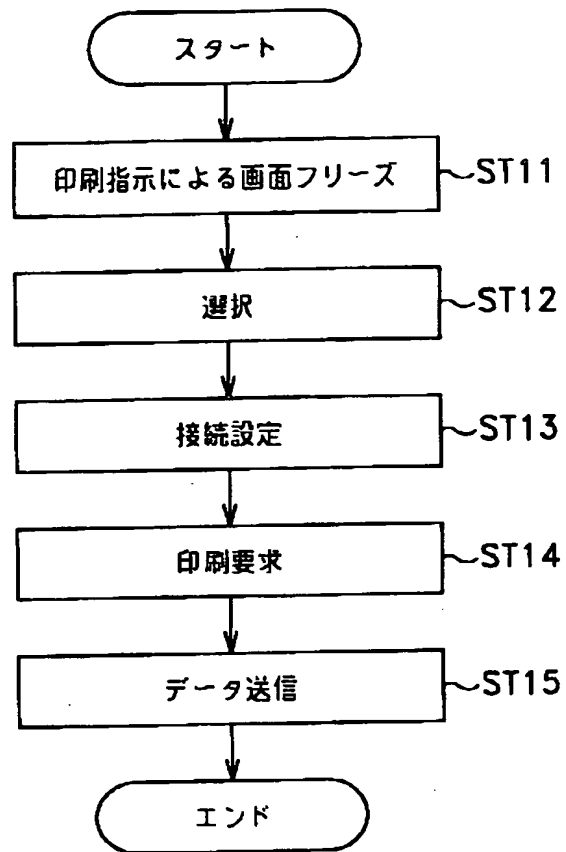 スタート
印刷指示による画面フリーズ ST11
選択 ST12
接続設定 ST13
印刷要求 ST14
データ送信 ST15
エンド